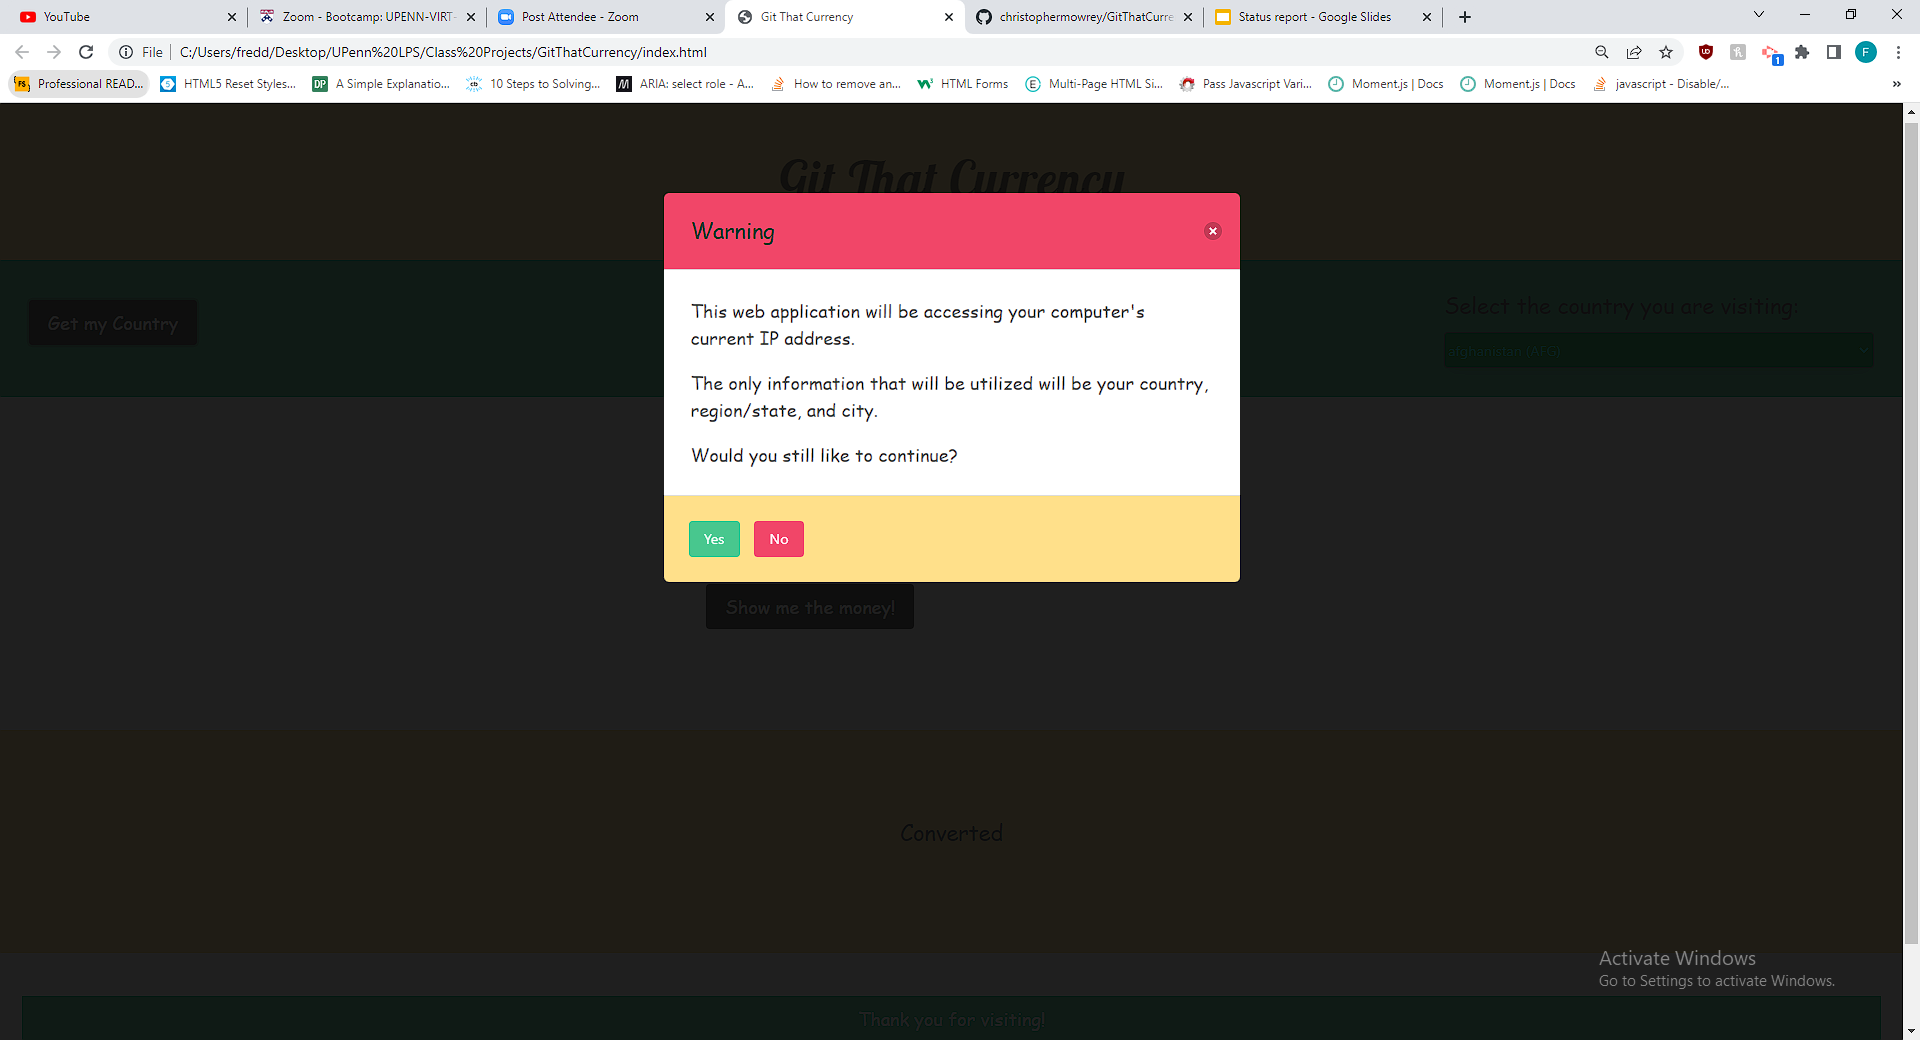 YouTube
Zoom - Bootcamp: UPENN-VIRT-
Post Attendee - Zoom
Git That Currency
christophermowrey/GitThatCurre
Status report - Google Slides
File
C:/Users/fredd/Desktop/UPenn%20LPS/Class%20Projects/GitThatCurrency/index.html
F
1
Professional READ...
HTML5 Reset Styles...
DP
A Simple Explanatio...
10 Steps to Solving...
ARIA: select role - A...
How to remove an...
HTML Forms
Multi-Page HTML Si...
Pass Javascript Vari...
Moment.js | Docs
Moment.js | Docs
javascript - Disable/...
Git That Currency
Warning
Get my Country
Select the country you are visiting:
afghanistan (AFG)
This web application will be accessing your computer's
current IP address.
The only information that will be utilized will be your country,
region/state, and city.
Would you still like to continue?
Yes
No
Show me the money!
Converted
Activate Windows
Go to Settings to activate Windows.
Thank you for visiting!